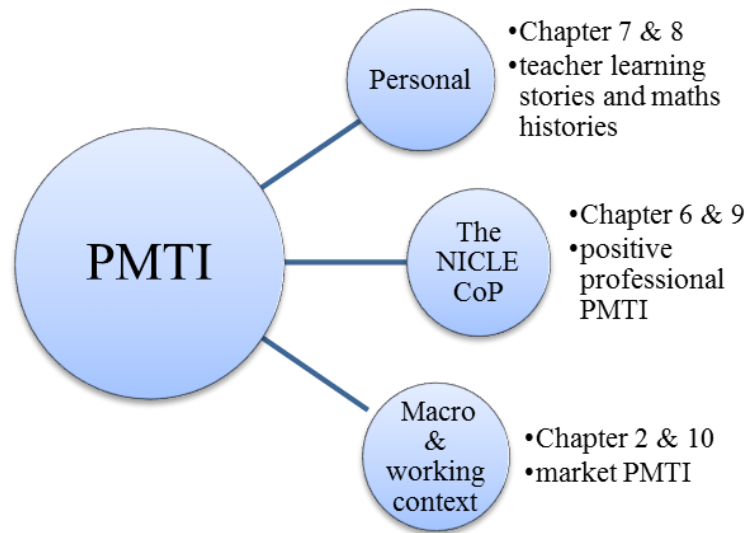 PMTI
Personal
•Chapter 7 & 8
•teacher learning
stories and maths
histories
The
NICLE
CoP
•Chapter 6 & 9
•positive
professional
PMTI
Macro
&
working
context
•Chapter 2 & 10
•market PMTI